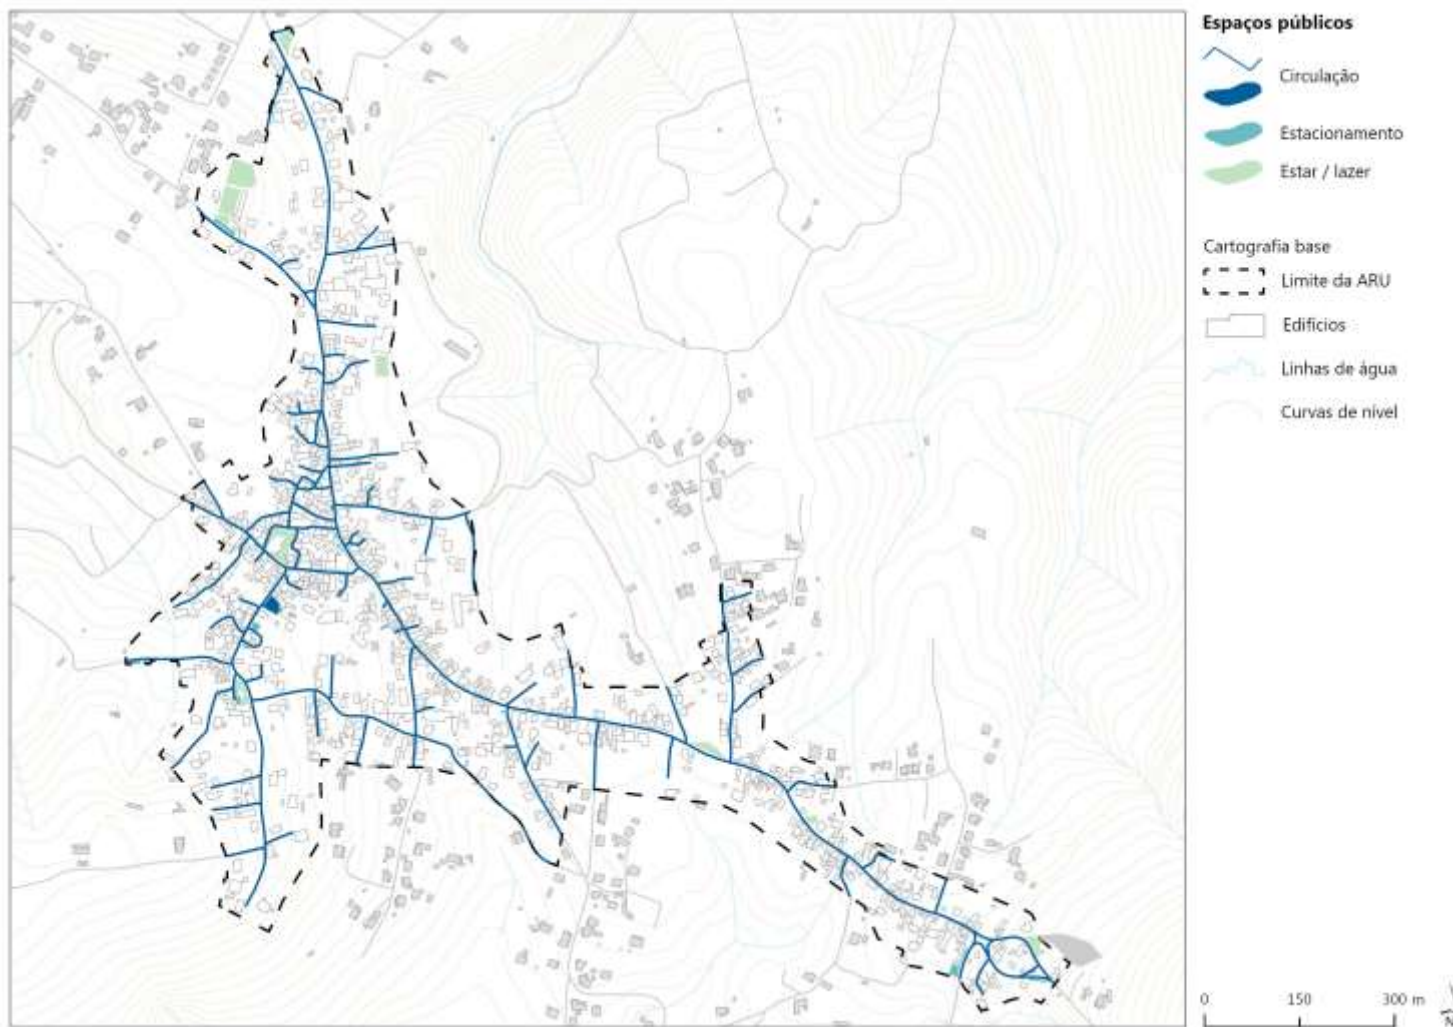 Espaços públicos
Circulação
Estacionamento
Estar / lazer
Cartografia base
Limite da ARU
Edifícios
Linhas de água
Curvas de nível
0 150 300 m
N